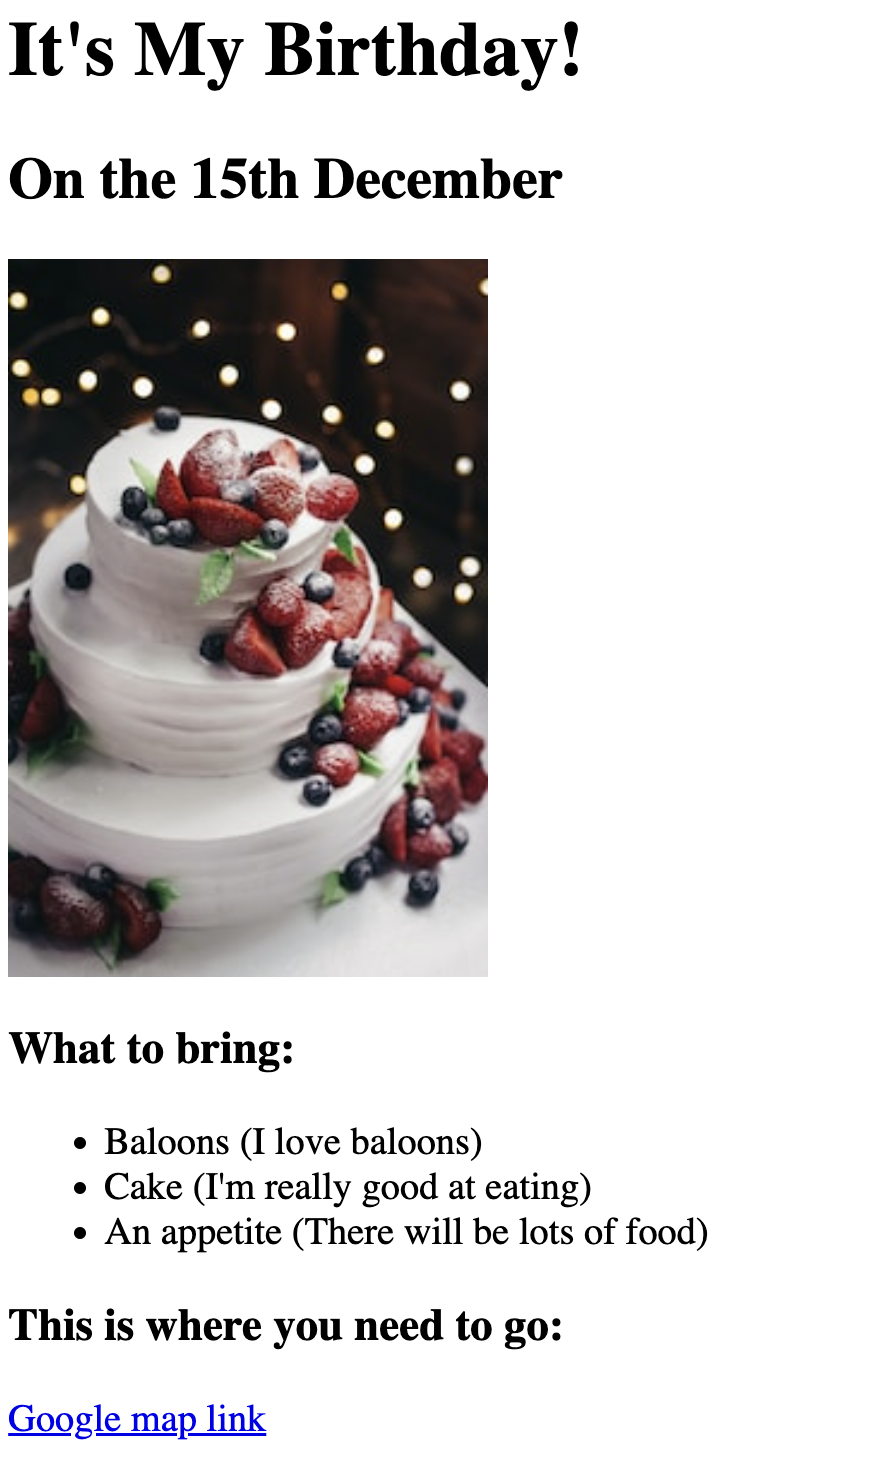 It's My Birthday!
On the 15th December
What to bring:
Baloons (I love baloons)
Cake (I'm really good at eating)
An appetite (There will be lots of food)
This is where you need to go:
Google map link